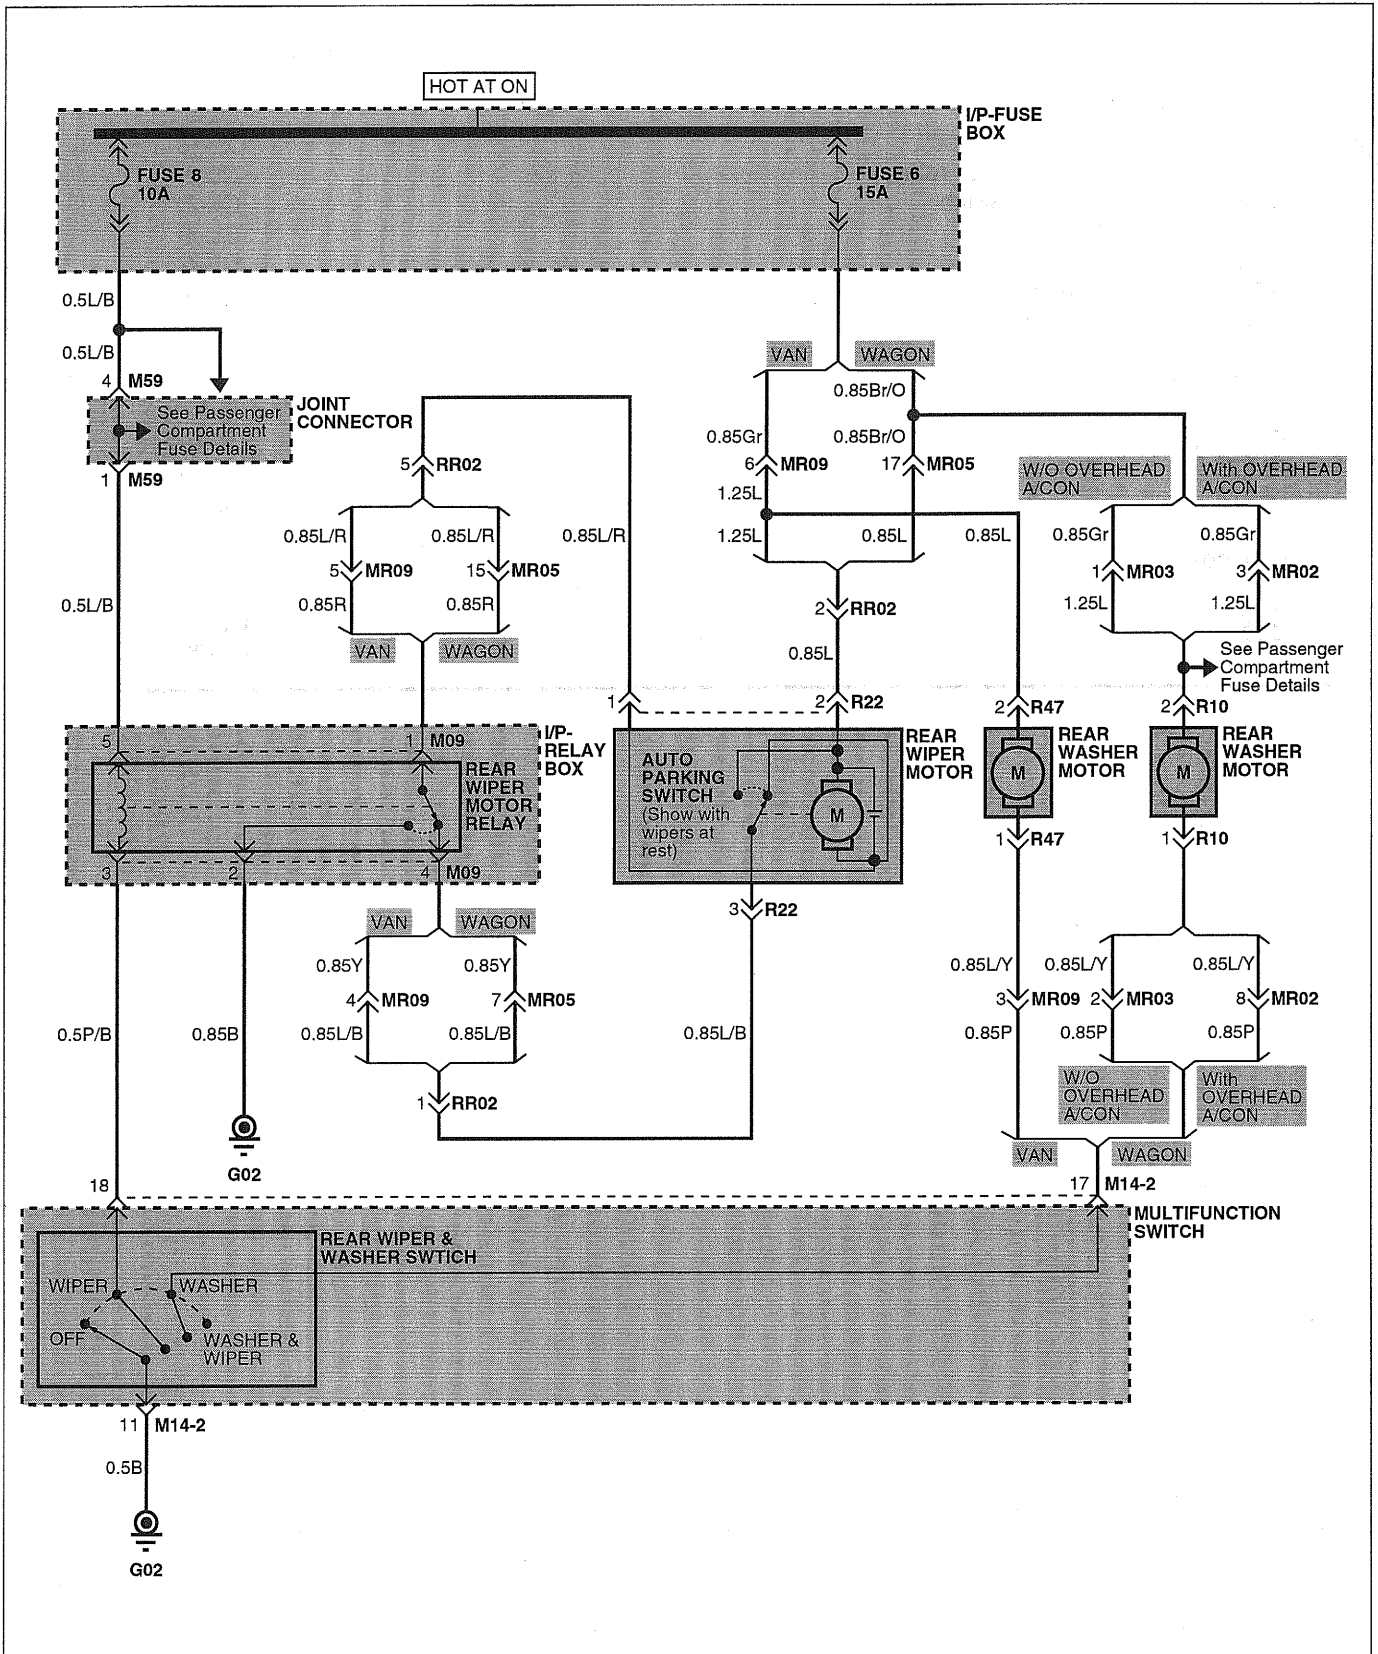 HOT AT ON
I/P-FUSE
BOX
FUSE 8
10A
FUSE 6
15A
0.5L/B
0.5L/B
4 M59
JOINT
CONNECTOR
See Passenger
Compartment
Fuse Details
1 M59
VAN WAGON
0.85Br/O
0.85Gr 0.85Br/O
5 RR02
6 MR09 17 MR05
1.25L
W/O OVERHEAD
A/CON
With OVERHEAD
A/CON
0.85L/R 0.85L/R 0.85L/R 1.25L 0.85L 0.85L 0.85Gr 0.85Gr
5 MR09 15 MR05 1 MR03 3 MR02
0.5L/B 0.85R 0.85R 2 RR02 1.25L 1.25L
VAN WAGON 0.85L
See Passenger
Compartment
Fuse Details
1 2 R22 2 R47 2 R10
5 1 M09
I/P-
RELAY
BOX
REAR
WIPER
MOTOR
RELAY
AUTO
PARKING
SWITCH
(Show with
wipers at
rest)
M
REAR
WIPER
MOTOR
M
REAR
WASHER
MOTOR
M
REAR
WASHER
MOTOR
1 R47 1 R10
3 2 4 M09
3 R22
VAN WAGON
0.85Y 0.85Y 0.85L/Y 0.85L/Y 0.85L/Y
4 MR09 7 MR05 3 MR09 2 MR03 8 MR02
0.5P/B 0.85B 0.85L/B 0.85L/B 0.85L/B 0.85P 0.85P 0.85P
W/O
OVERHEAD
A/CON
With
OVERHEAD
A/CON
1 RR02
G02
VAN WAGON
18 17 M14-2
MULTIFUNCTION
SWITCH
REAR WIPER &
WASHER SWTICH
WIPER WASHER
OFF
WASHER &
WIPER
11 M14-2
0.5B
G02